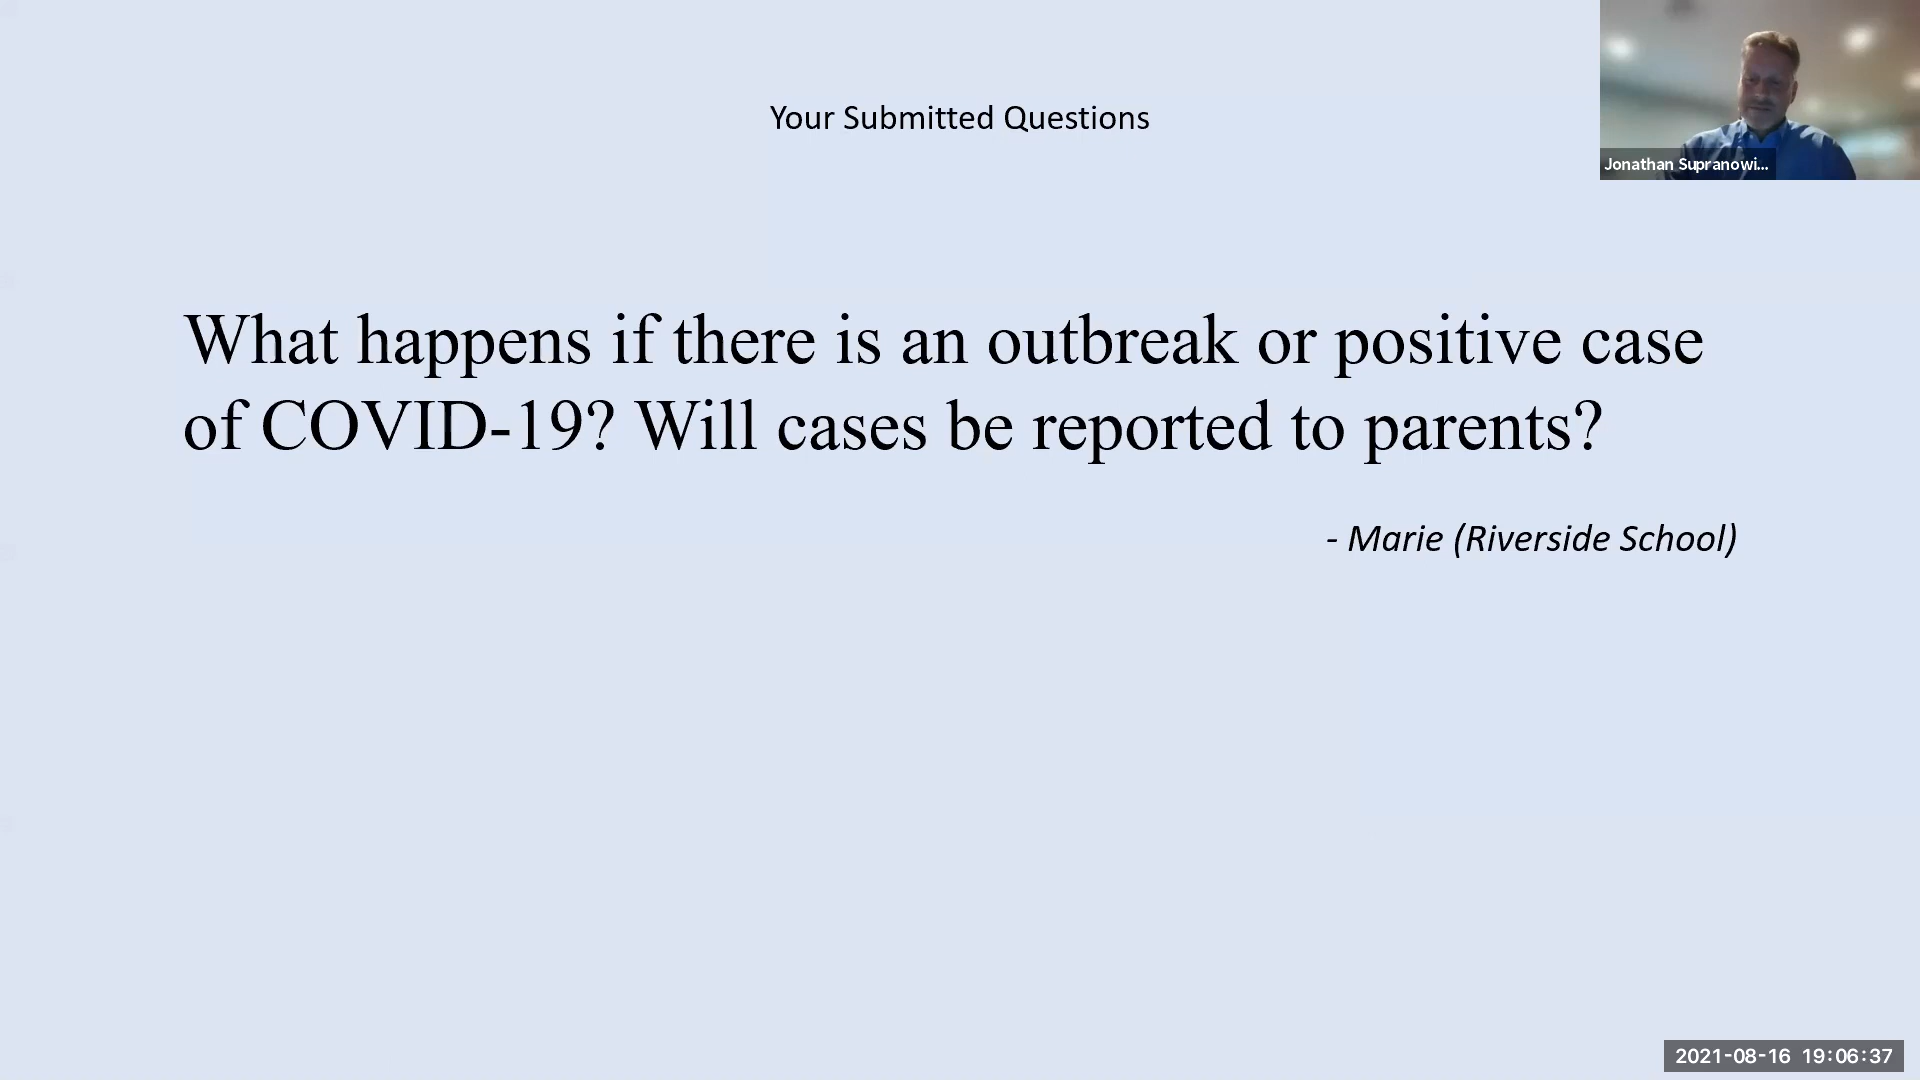 Your Submitted Questions
Jonathan Supranowi...
What happens if there is an outbreak or positive case
of COVID-19? Will cases be reported to parents?
- Marie (Riverside School)
2021-08-16 19:06:37